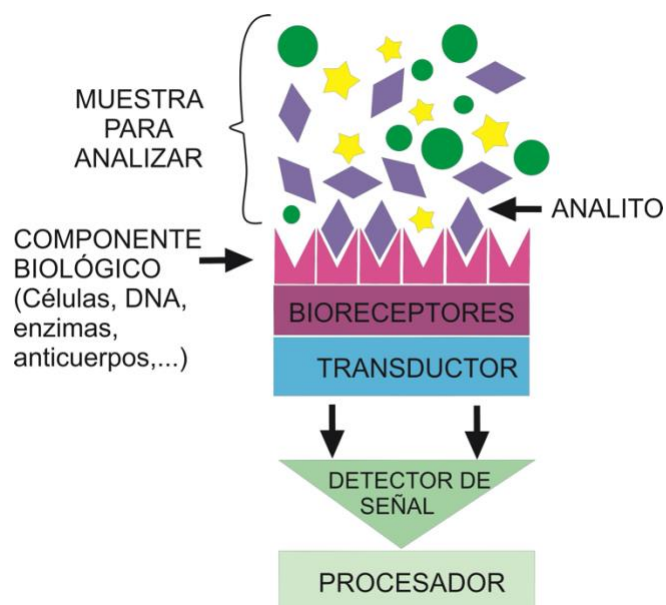 MUESTRA
PARA
ANALIZAR
ANALITO
COMPONENTE
BIOLÓGICO
(Células, DNA,
enzimas,
anticuerpos,...)
BIORECEPTORES
TRANSDUCTOR
DETECTOR DE
SEÑAL
PROCESADOR